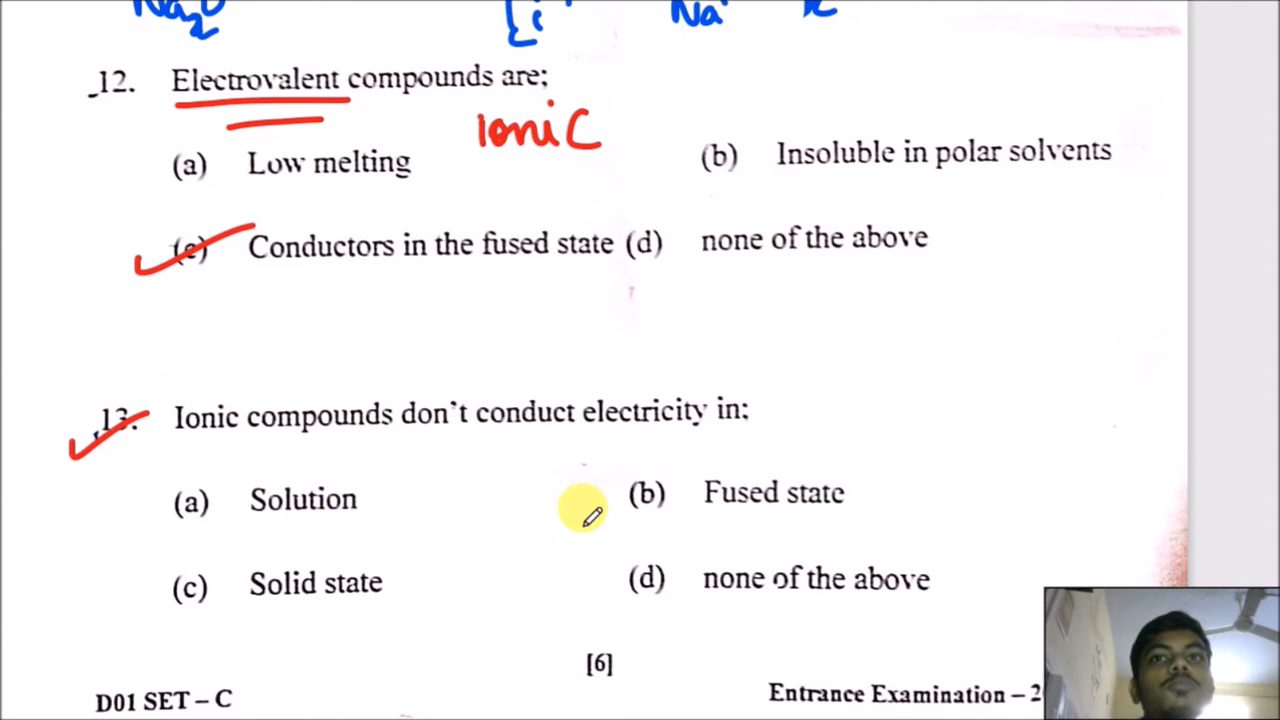 Na2O Na
12. Electrovalent compounds are;
Ionic
(a) Low melting (b) Insoluble in polar solvents
(c) Conductors in the fused state (d) none of the above
13. Ionic compounds don't conduct electricity in:
(a) Solution (b) Fused state
(c) Solid state (d) none of the above
[6]
D01 SET – C Entrance Examination – 2